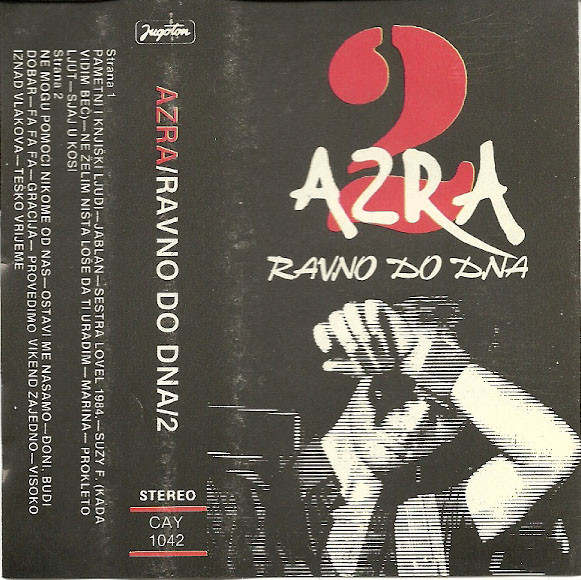 Strana 1
PAMETNI I KNJIŠKI LJUDI—JABLAN—SESTRA LOVEL 1984.—SUZY F. (KADA
VIDIM BEČ)—NE ŽELIM NIŠTA LOŠE DA TI URADIM—MARINA—PROKLETO
LJUT—SJAJ U KOSI
Strana 2
NE MOGU POMOĆI NIKOME OD NAS—OSTAVI ME NASAMO—ĐONI, BUDI
DOBAR—FA FA FA—GRACIJA—PROVEDIMO VIKEND ZAJEDNO—VISOKO
IZNAD VLAKOVA—TEŠKO VRIJEME
Jugoton
AZRA/RAVNO DO DNA/2
STEREO
CAY
1042
2
AZRA
RAVNO DO DNA